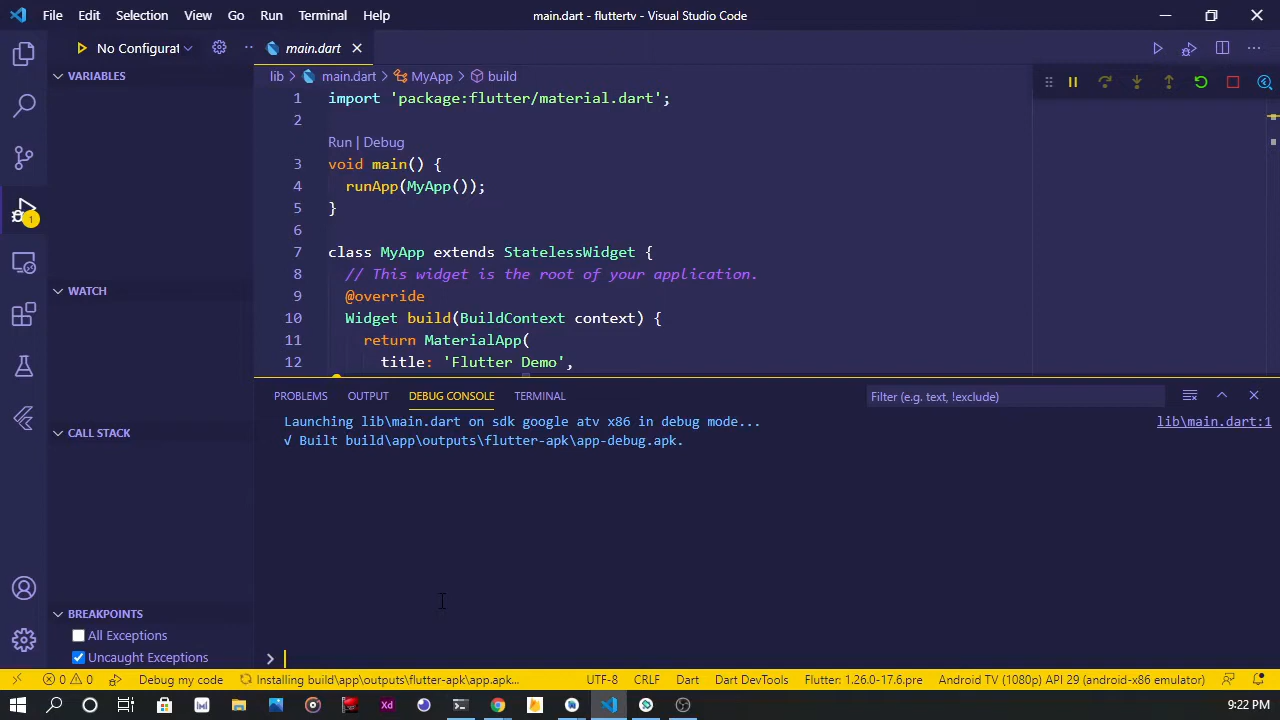 File Edit Selection View Go Run Terminal Help main.dart - fluttertv - Visual Studio Code
No Configurat main.dart
VARIABLES
lib main.dart MyApp build
1 import 'package:flutter/material.dart';
2
Run | Debug
3 void main() {
4 runApp(MyApp());
5 }
6
7 class MyApp extends StatelessWidget {
8 // This widget is the root of your application.
9 @override
10 Widget build(BuildContext context) {
11 return MaterialApp(
12 title: 'Flutter Demo',
WATCH
CALL STACK
BREAKPOINTS
All Exceptions
Uncaught Exceptions
1
PROBLEMS OUTPUT DEBUG CONSOLE TERMINAL Filter (e.g. text, !exclude)
Launching lib\main.dart on sdk google atv x86 in debug mode... lib\main.dart:1
√ Built build\app\outputs\flutter-apk\app-debug.apk.
0 0 Debug my code Installing build\app\outputs\flutter-apk\app.apk... UTF-8 CRLF Dart Dart DevTools Flutter: 1.26.0-17.6.pre Android TV (1080p) API 29 (android-x86 emulator)
Xd 9:22 PM